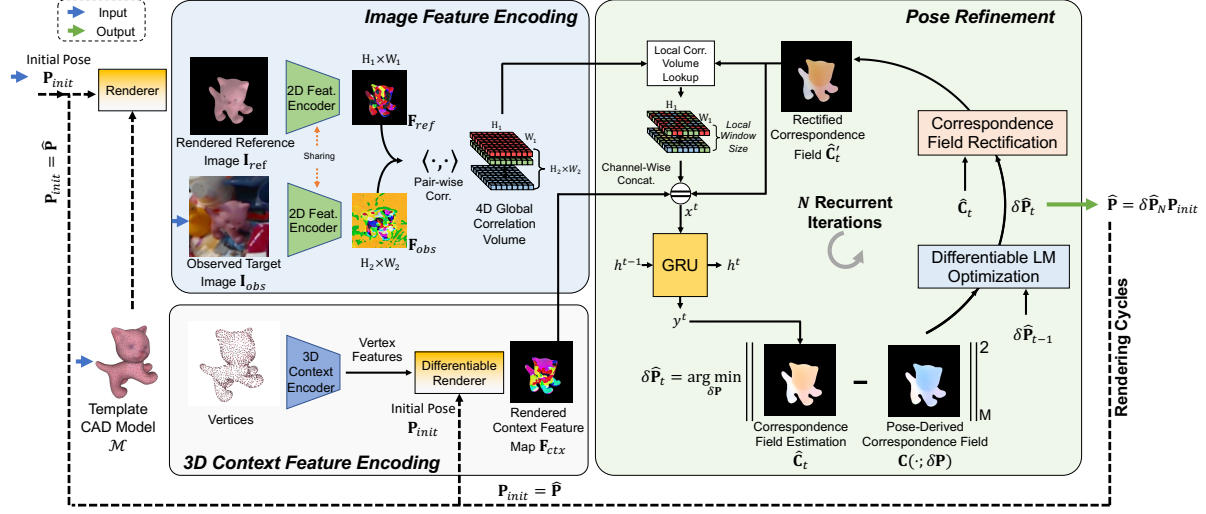 Input
Output
Initial Pose
P_init
Renderer
P_init = P̂
Template
CAD Model
ℳ
Image Feature Encoding
Rendered Reference
Image I_ref
2D Feat.
Encoder
Sharing
2D Feat.
Encoder
Observed Target
Image I_obs
H₁×W₁
F_ref
F_obs
H₂×W₂
⟨·,·⟩
Pair-wise
Corr.
H₁
W₁
H₂×W₂
4D Global
Correlation
Volume
Vertices
3D
Context
Encoder
Vertex
Features
Differentiable
Renderer
Initial Pose
P_init
Rendered
Context Feature
Map F_ctx
3D Context Feature Encoding
Pose Refinement
Local Corr.
Volume
Lookup
H₁
W₁
Local
Window
Size
Channel-Wise
Concat.
x^t
GRU
h^{t−1}
h^t
y^t
Rectified
Correspondence
Field Ĉ′_t
Correspondence
Field Rectification
Ĉ_t
δP̂_t
N Recurrent
Iterations
Differentiable LM
Optimization
δP̂_{t−1}
δP̂_t = arg min
δP
2
M
Correspondence
Field Estimation
Ĉ_t
Pose-Derived
Correspondence Field
C(·; δP)
P̂ = δP̂_N P_init
Rendering Cycles
P_init = P̂